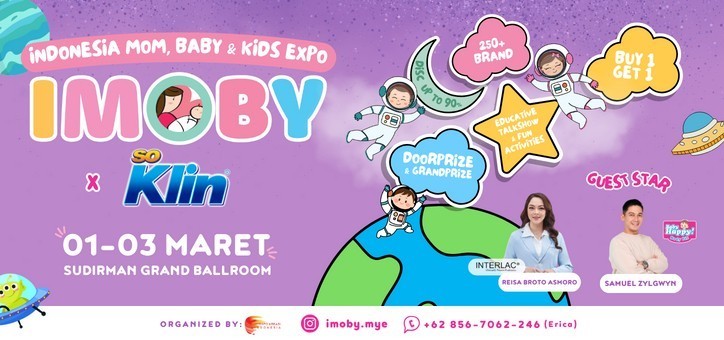 INDONESIA MOM, BABY & KIDS EXPO
IMOBY
x
SO
Klin
01-03 MARET
SUDIRMAN GRAND BALLROOM
DISC UP TO 90%
250+
BRAND
BUY 1
GET 1
EDUCATIVE
TALKSHOW
& FUN
ACTIVITIES
DOORPRIZE
& GRANDPRIZE
GUEST STAR
INTERLAC
REISA BROTO ASMORO
Happy!
SAMUEL ZYLGWYN
ORGANIZED BY:
imoby.mye
+62 856-7062-246 (Erico)